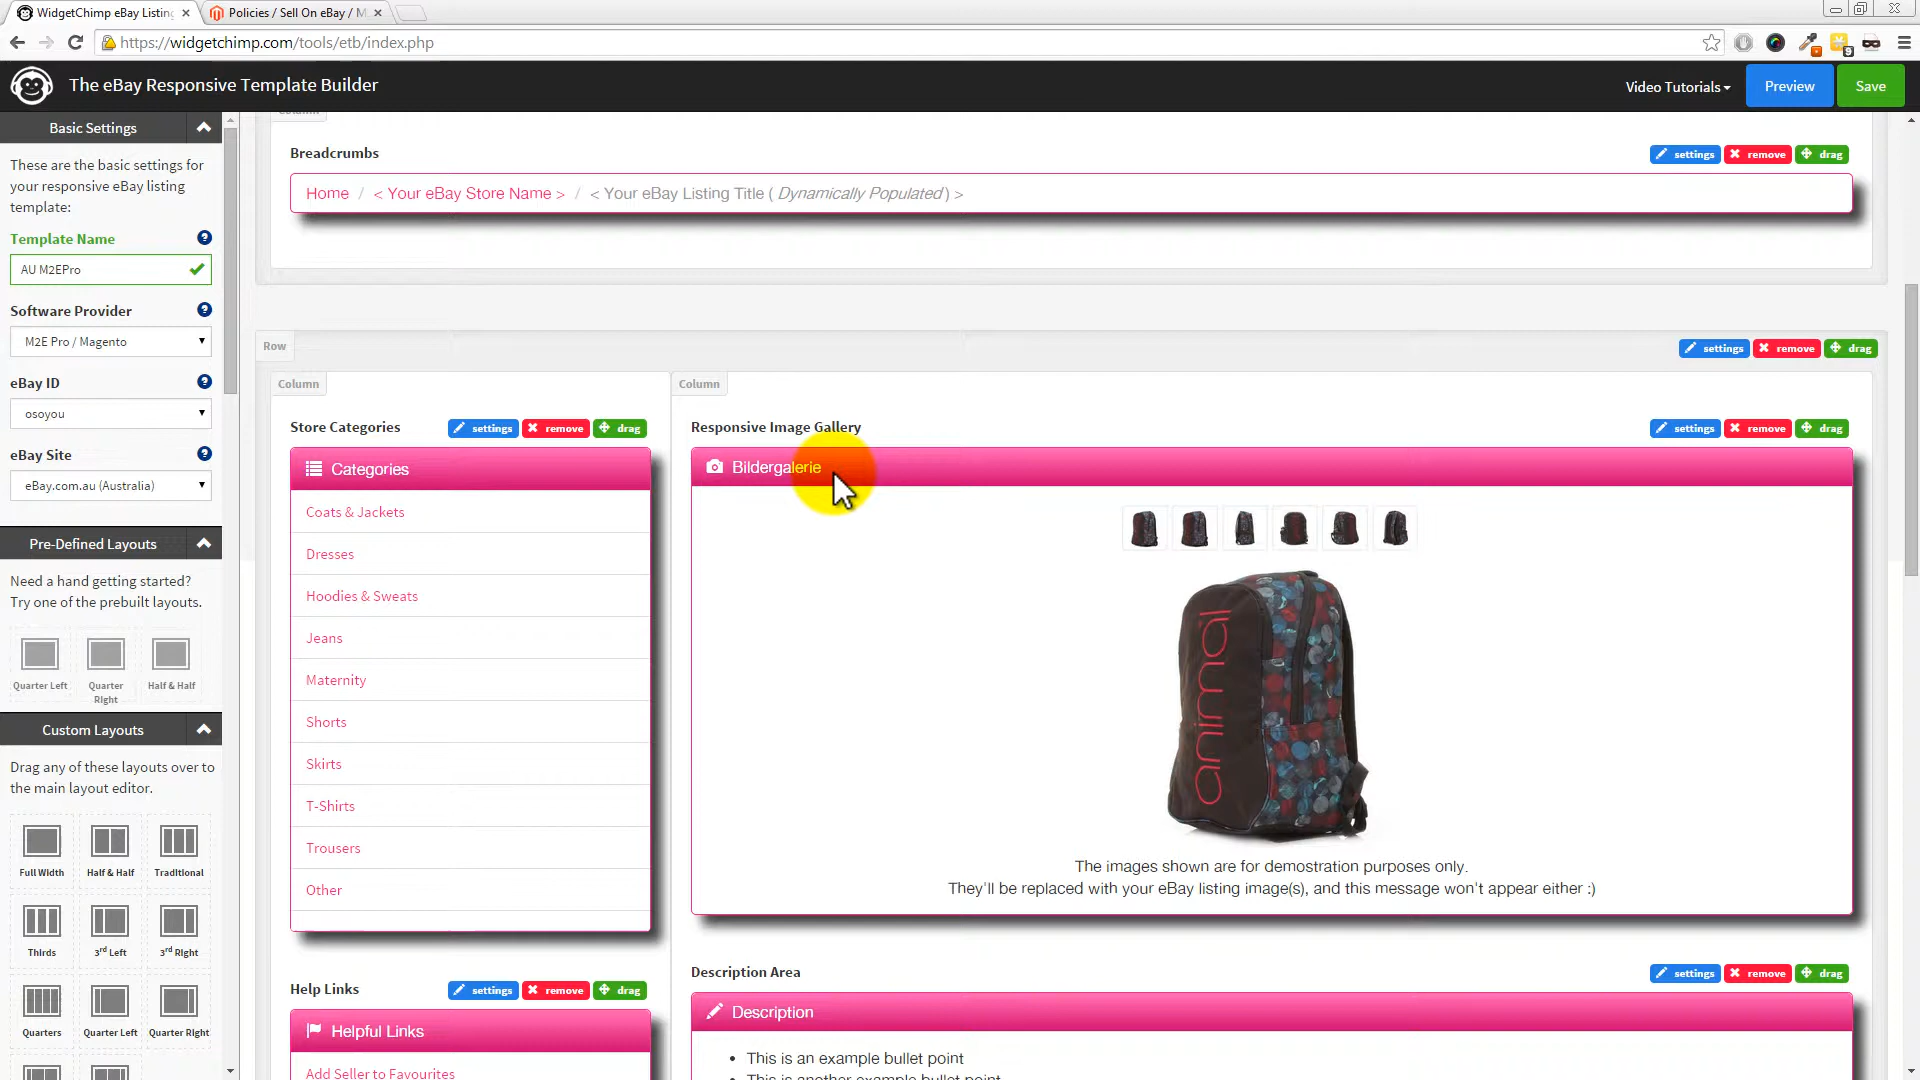 WidgetChimp eBay Listing
Policies / Sell On eBay / M
https://widgetchimp.com/tools/etb/index.php
9
The eBay Responsive Template Builder
Video Tutorials
Preview
Save
Basic Settings
These are the basic settings for
your responsive eBay listing
template:
Template Name
?
AU M2EPro
Software Provider
?
M2E Pro / Magento
eBay ID
?
osoyou
eBay Site
?
eBay.com.au (Australia)
Pre-Defined Layouts
Need a hand getting started?
Try one of the prebuilt layouts.
Quarter Left
Quarter
Right
Half & Half
Custom Layouts
Drag any of these layouts over to
the main layout editor.
Full Width
Half & Half
Traditional
Thirds
3rd Left
3rd Right
Quarters
Quarter Left
Quarter Right
Column
Breadcrumbs
settings
remove
drag
Home / < Your eBay Store Name > / < Your eBay Listing Title ( Dynamically Populated ) >
Row
settings
remove
drag
Column
Store Categories
settings
remove
drag
Categories
Coats & Jackets
Dresses
Hoodies & Sweats
Jeans
Maternity
Shorts
Skirts
T-Shirts
Trousers
Other
Help Links
settings
remove
drag
Helpful Links
Add Seller to Favourites
Column
Responsive Image Gallery
settings
remove
drag
Bildergalerie
animal
The images shown are for demostration purposes only.
They'll be replaced with your eBay listing image(s), and this message won't appear either :)
Description Area
settings
remove
drag
Description
• This is an example bullet point
• This is another example bullet point